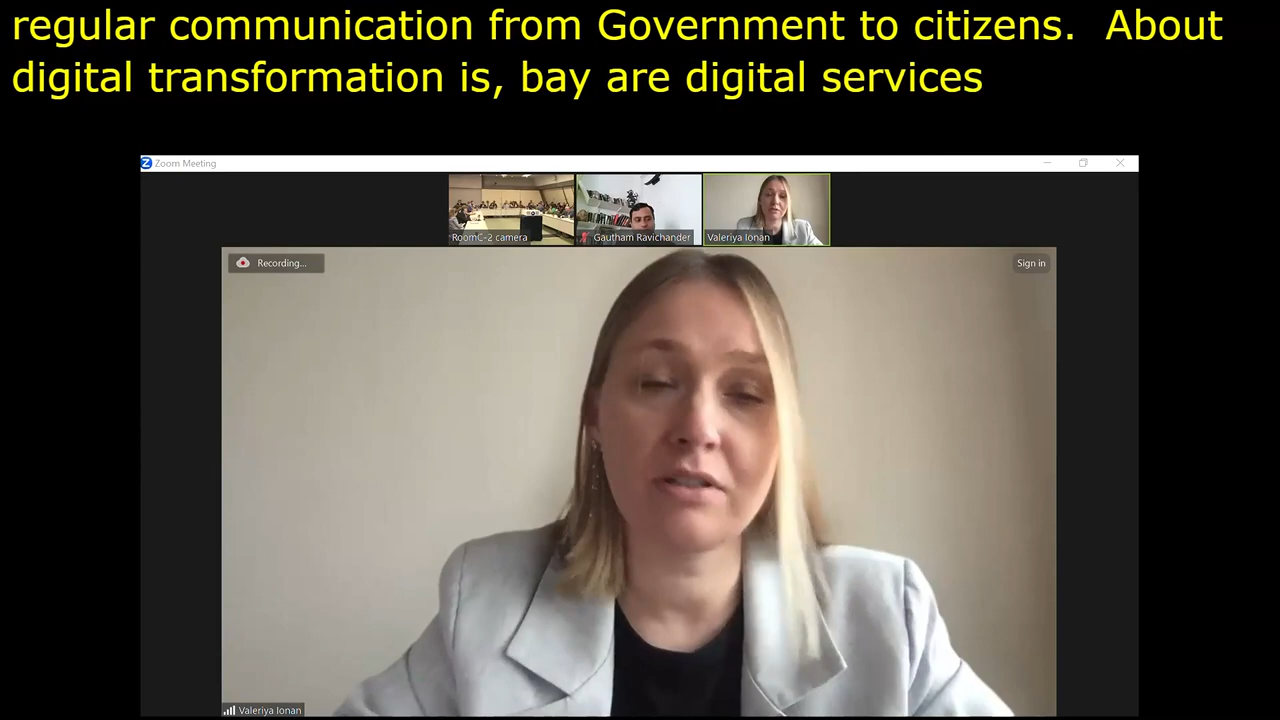 regular communication from Government to citizens.  About
digital transformation is, bay are digital services
Zoom Meeting
RoomC-2 camera
Gautham Ravichander
Valeriya Ionan
Recording...
Sign in
Valeriya Ionan